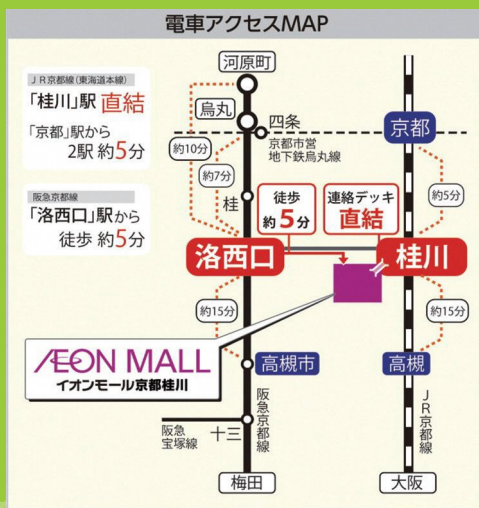 電車アクセスMAP
JR京都線(東海道本線)
「桂川」駅 直結
「京都」駅から
2駅 約5分
阪急京都線
「洛西口」駅から
徒歩 約5分
河原町
烏丸
四条
京都市営
地下鉄烏丸線
京都
約10分
約7分
約5分
桂
徒歩
約5分
連絡デッキ
直結
洛西口
桂川
約15分
約15分
ÆON MALL
イオンモール京都桂川
高槻市
高槻
阪急京都線
JR京都線
阪急
宝塚線
十三
梅田
大阪